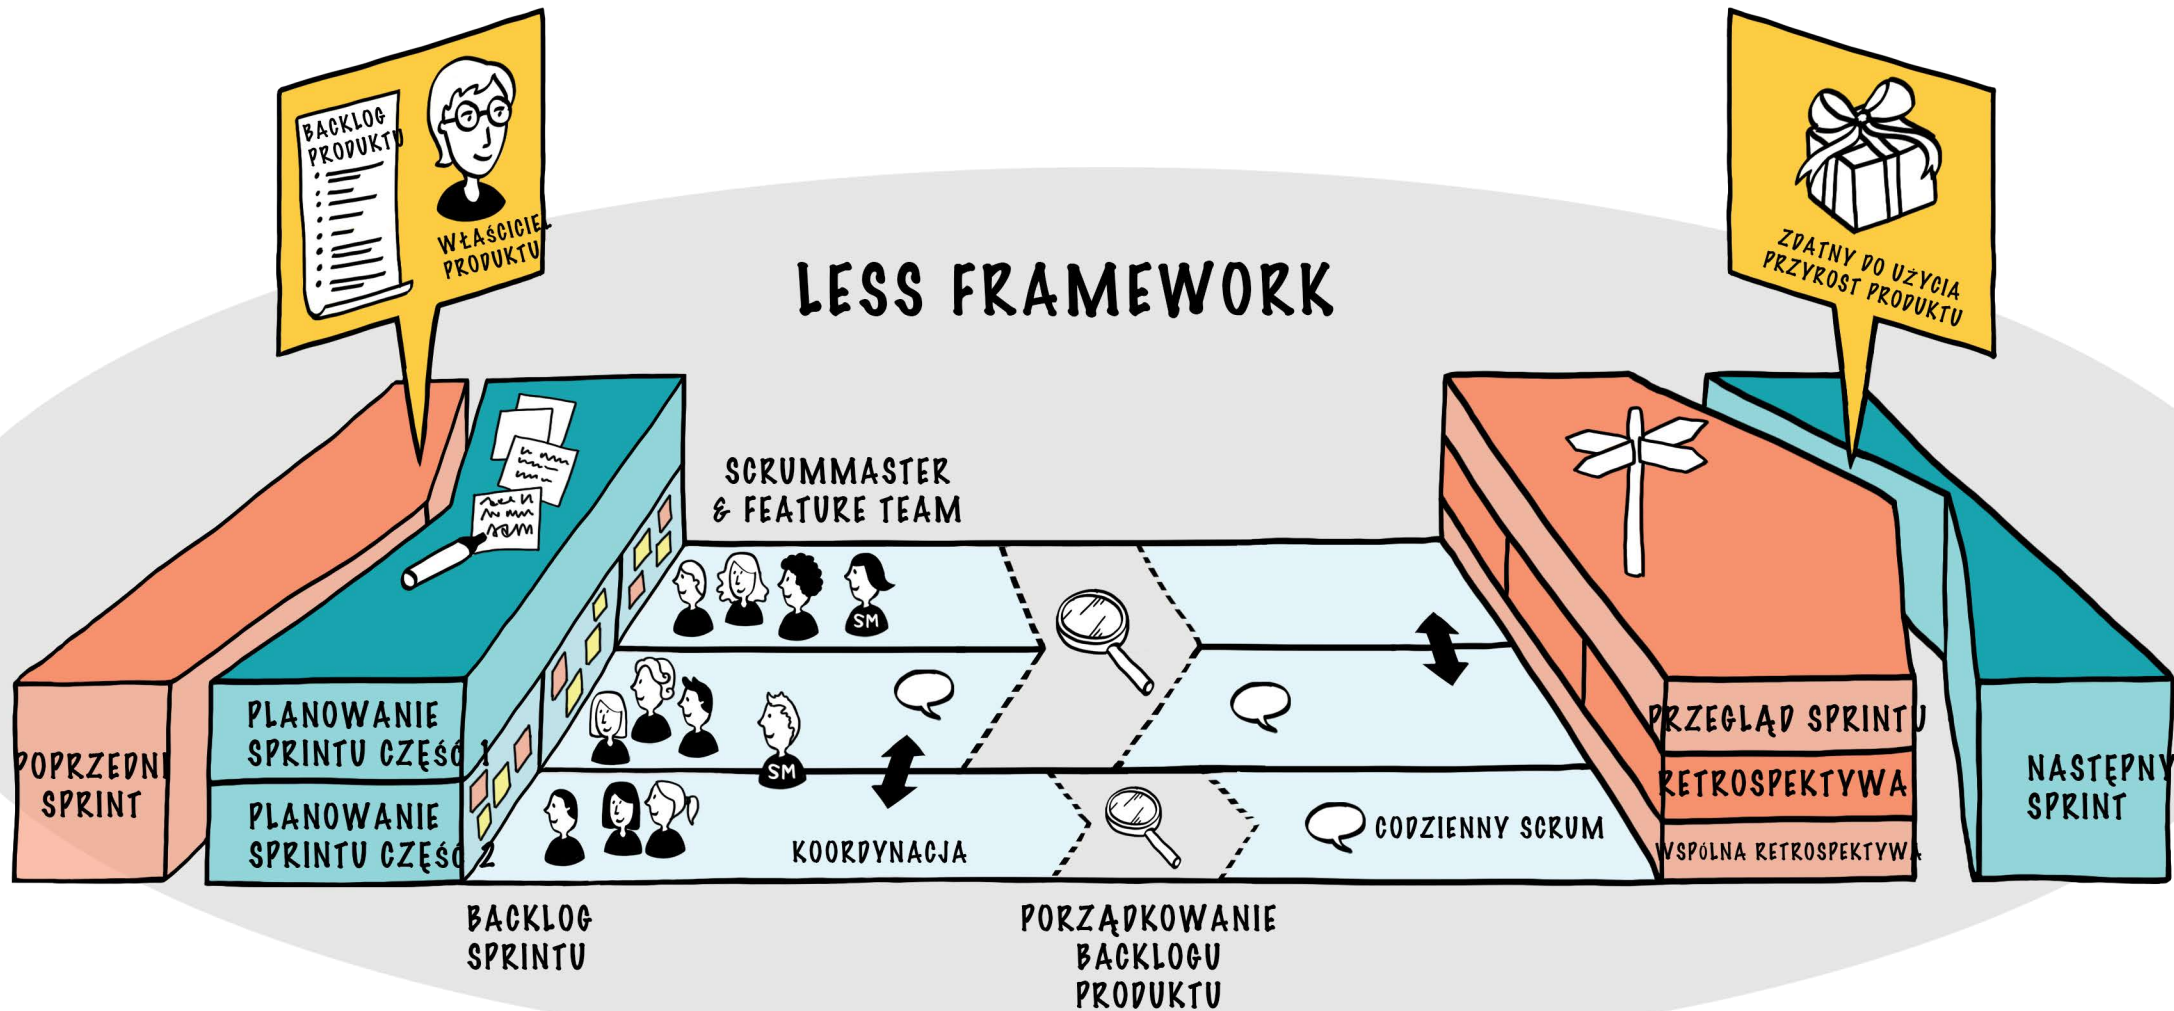 BACKLOG
PRODUKTU
WŁAŚCICIEL
PRODUKTU
ZDATNY DO UŻYCIA
PRZYROST PRODUKTU
LESS FRAMEWORK
SCRUMMASTER
& FEATURE TEAM
SM
SM
POPRZEDNI
SPRINT
PLANOWANIE
SPRINTU CZĘŚĆ 1
PLANOWANIE
SPRINTU CZĘŚĆ 2
KOORDYNACJA
CODZIENNY SCRUM
PRZEGLĄD SPRINTU
RETROSPEKTYWA
WSPÓLNA RETROSPEKTYWA
NASTĘPNY
SPRINT
BACKLOG
SPRINTU
PORZĄDKOWANIE
BACKLOGU
PRODUKTU